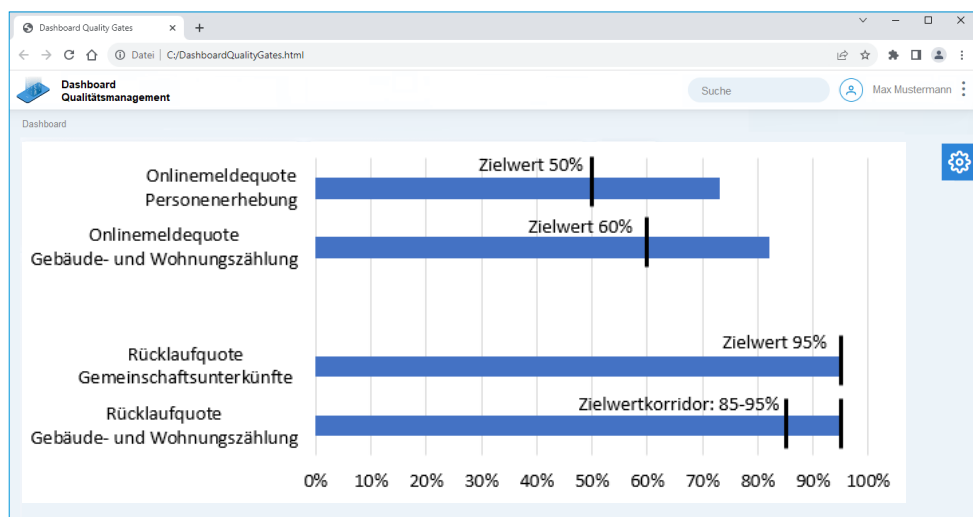 Dashboard Quality Gates
Datei | C:/DashboardQualityGates.html
Dashboard
Qualitätsmanagement
Suche
Max Mustermann
Dashboard
Zielwert 50%
Onlinemeldequote
Personenerhebung
Zielwert 60%
Onlinemeldequote
Gebäude- und Wohnungszählung
Zielwert 95%
Rücklaufquote
Gemeinschaftsunterkünfte
Zielwertkorridor: 85-95%
Rücklaufquote
Gebäude- und Wohnungszählung
0% 10% 20% 30% 40% 50% 60% 70% 80% 90% 100%